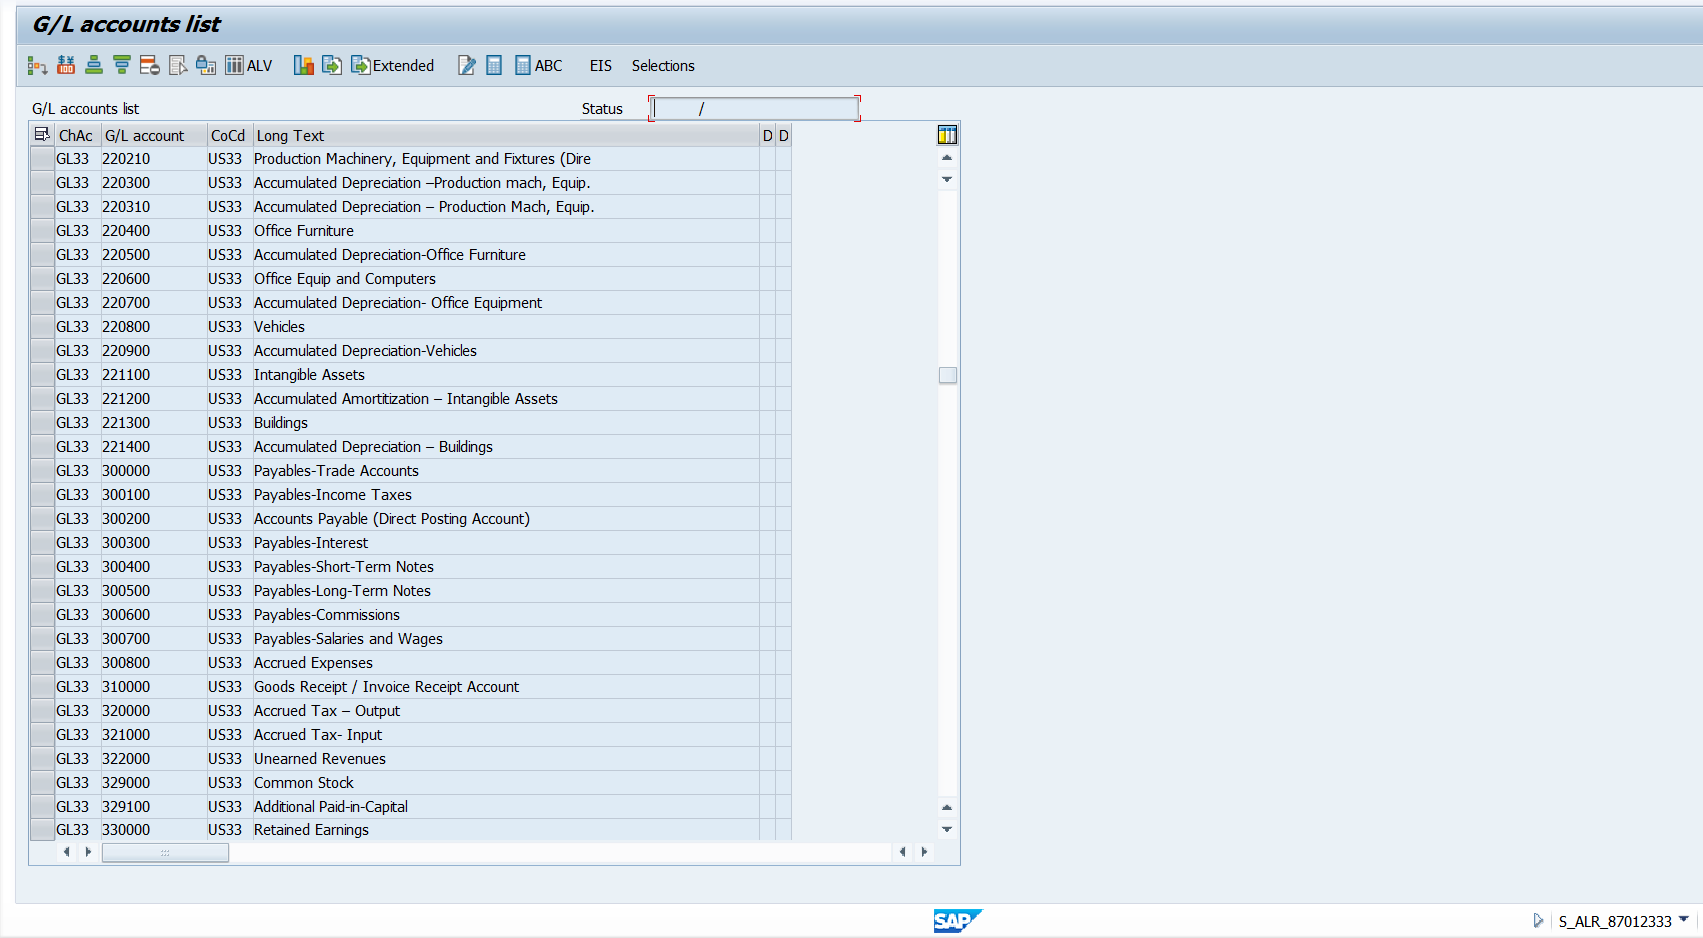 G/L accounts list
ALV Extended ABC EIS Selections
G/L accounts list Status /
ChAc G/L account CoCd Long Text D D
GL33 220210 US33 Production Machinery, Equipment and Fixtures (Dire
GL33 220300 US33 Accumulated Depreciation –Production mach, Equip.
GL33 220310 US33 Accumulated Depreciation – Production Mach, Equip.
GL33 220400 US33 Office Furniture
GL33 220500 US33 Accumulated Depreciation-Office Furniture
GL33 220600 US33 Office Equip and Computers
GL33 220700 US33 Accumulated Depreciation- Office Equipment
GL33 220800 US33 Vehicles
GL33 220900 US33 Accumulated Depreciation-Vehicles
GL33 221100 US33 Intangible Assets
GL33 221200 US33 Accumulated Amortitization – Intangible Assets
GL33 221300 US33 Buildings
GL33 221400 US33 Accumulated Depreciation – Buildings
GL33 300000 US33 Payables-Trade Accounts
GL33 300100 US33 Payables-Income Taxes
GL33 300200 US33 Accounts Payable (Direct Posting Account)
GL33 300300 US33 Payables-Interest
GL33 300400 US33 Payables-Short-Term Notes
GL33 300500 US33 Payables-Long-Term Notes
GL33 300600 US33 Payables-Commissions
GL33 300700 US33 Payables-Salaries and Wages
GL33 300800 US33 Accrued Expenses
GL33 310000 US33 Goods Receipt / Invoice Receipt Account
GL33 320000 US33 Accrued Tax – Output
GL33 321000 US33 Accrued Tax- Input
GL33 322000 US33 Unearned Revenues
GL33 329000 US33 Common Stock
GL33 329100 US33 Additional Paid-in-Capital
GL33 330000 US33 Retained Earnings
SAP S_ALR_87012333